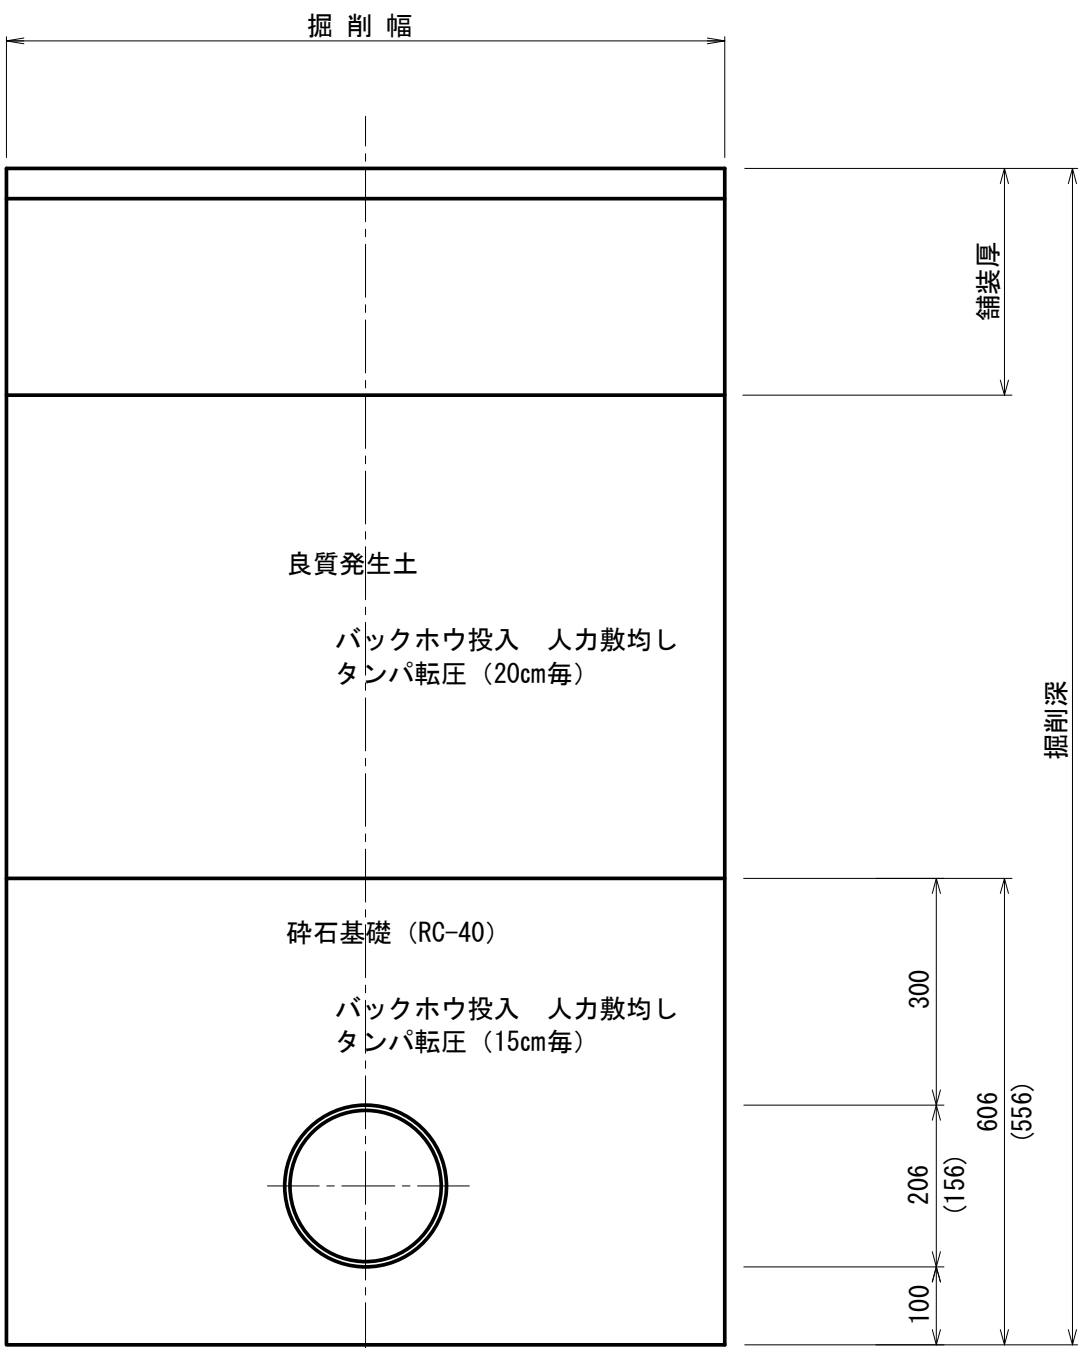 掘 削 幅
舗装厚
良質発生土
バックホウ投入　人力敷均し
タンパ転圧（20㎝毎）
掘削深
砕石基礎（RC-40）
バックホウ投入　人力敷均し
タンパ転圧（15㎝毎）
300
606
(556)
206
(156)
100